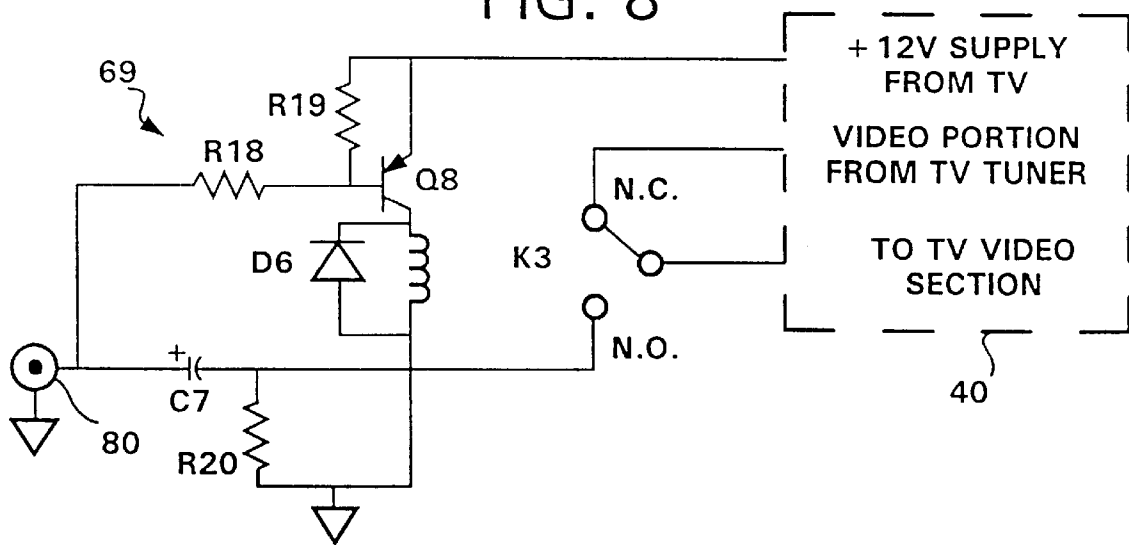 FIG. 8
69
R19
R18
Q8
D6
K3
N.C.
N.O.
+12V SUPPLY
FROM TV
VIDEO PORTION
FROM TV TUNER
TO TV VIDEO
SECTION
40
+
C7
80
R20